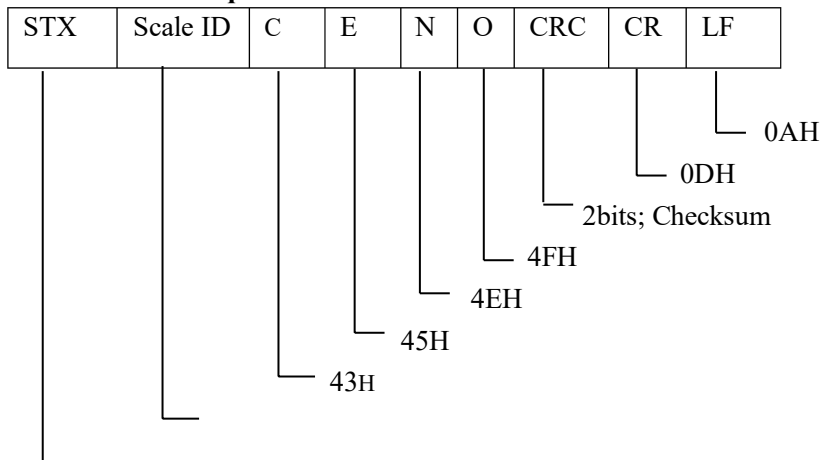 STX Scale ID C E N O CRC CR LF
0AH
0DH
2bits; Checksum
4FH
4EH
45H
43H